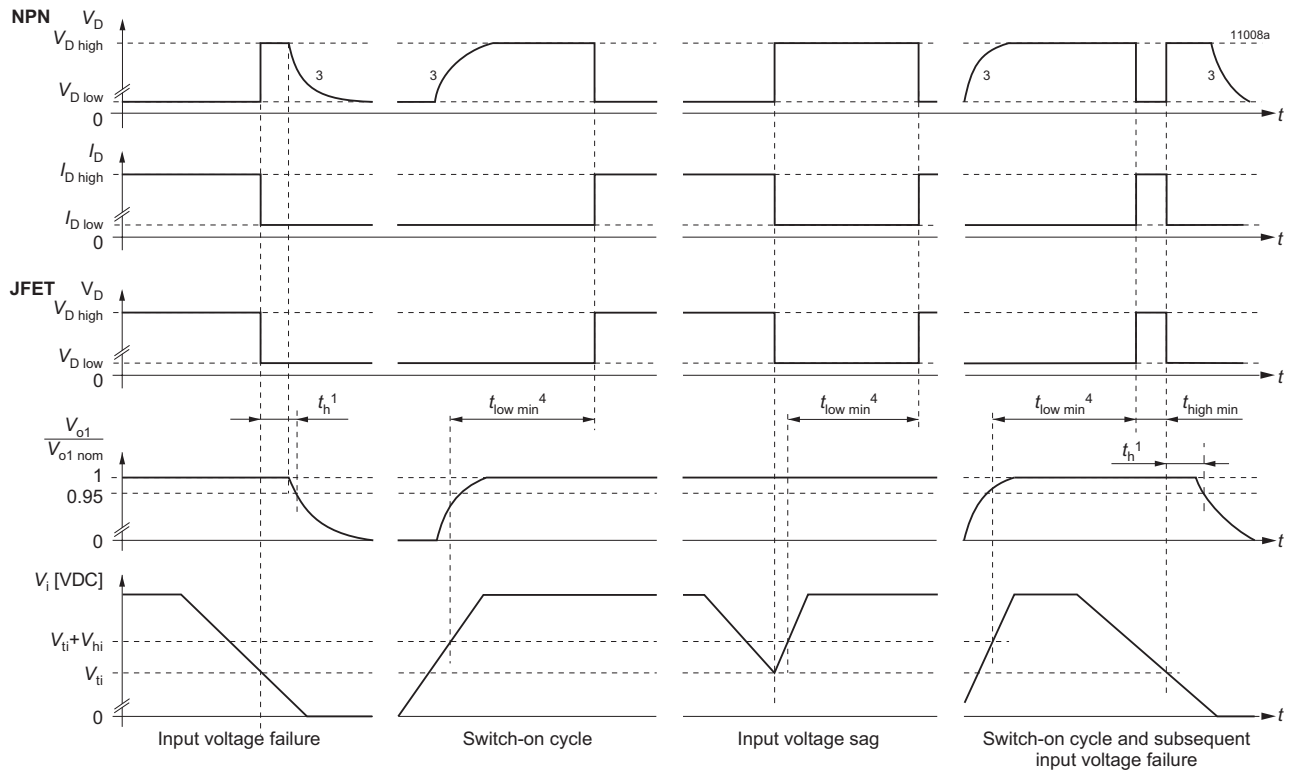 NPN V_D
V_D high
11008a
3
3
3
3
V_D low
0
t
I_D
I_D high
I_D low
0
t
JFET V_D
V_D high
V_D low
0
t
t_h^1
t_low min^4
t_low min^4
t_low min^4
t_high min
V_o1
V_o1 nom
t_h^1
1
0.95
0
t
V_i [VDC]
V_ti+V_hi
V_ti
0
t
Input voltage failure
Switch-on cycle
Input voltage sag
Switch-on cycle and subsequent
input voltage failure